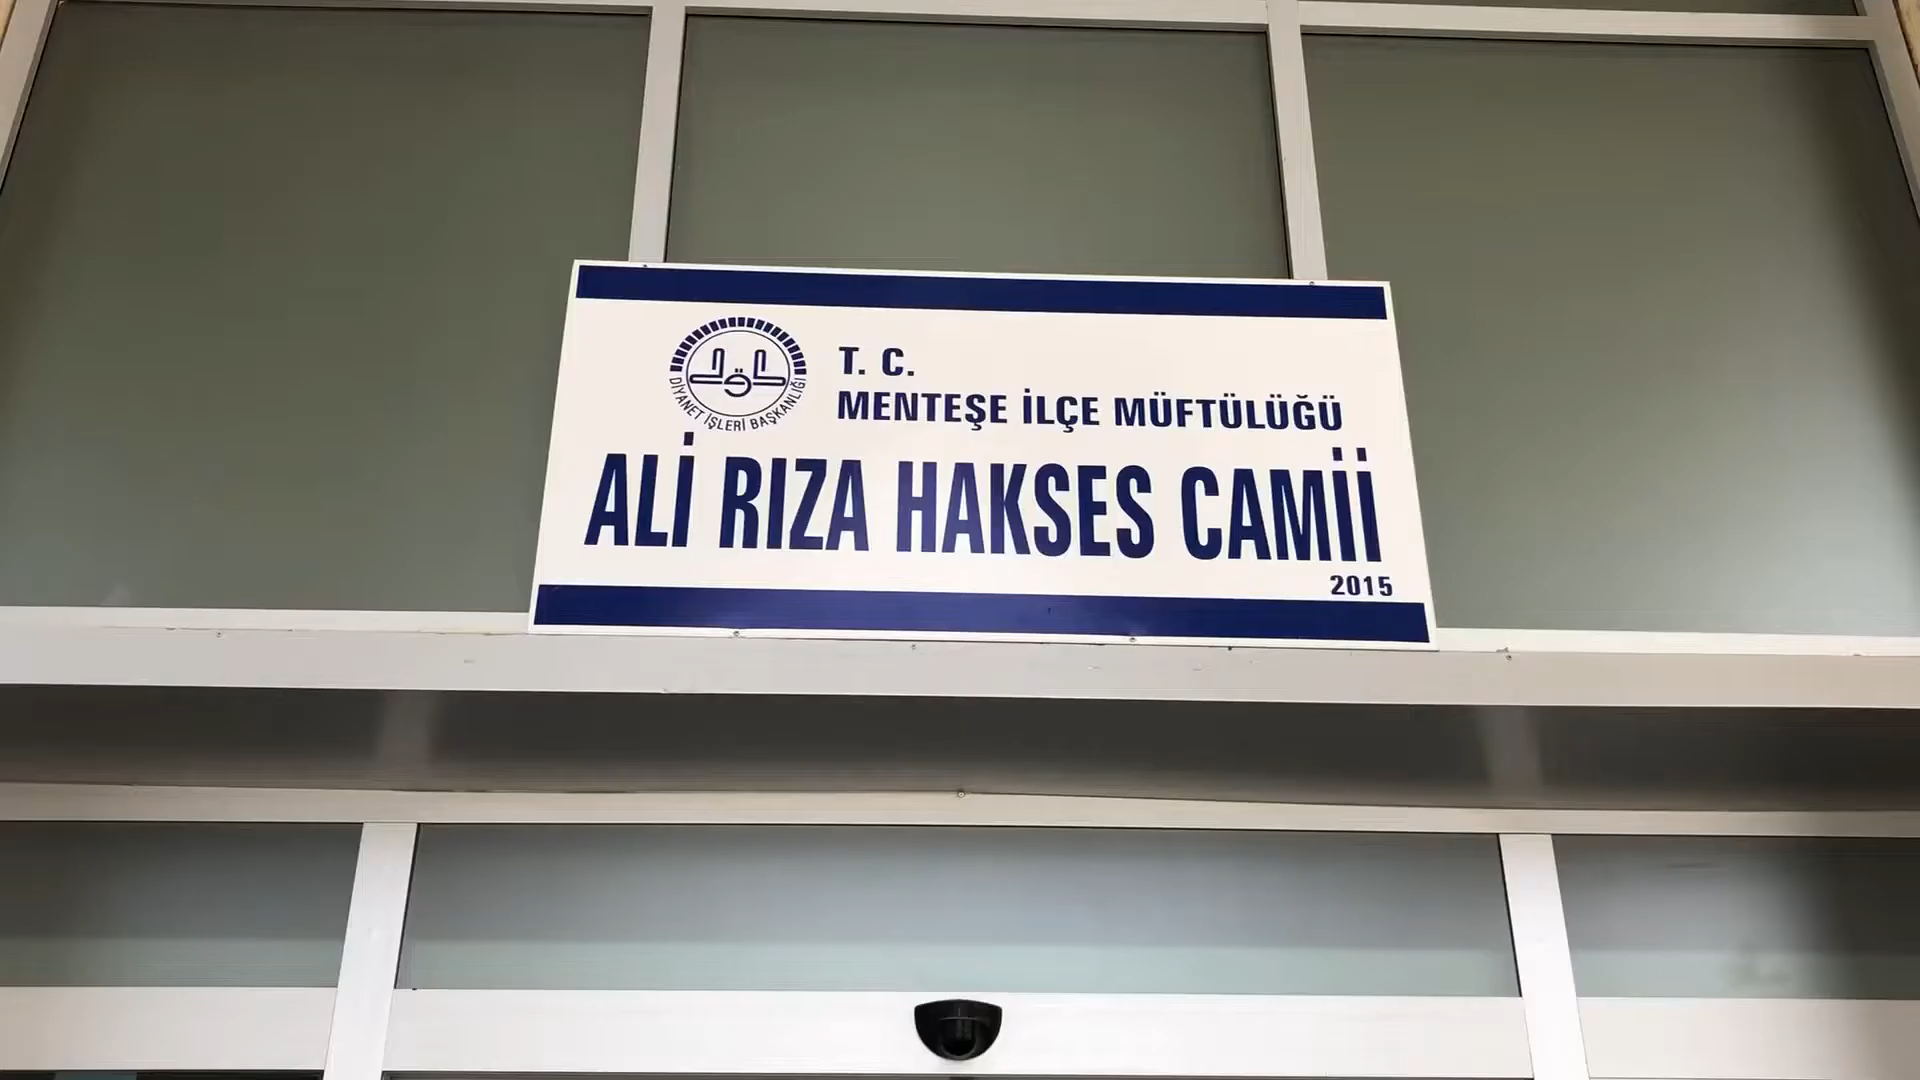 DİYANET İŞLERİ BAŞKANLIĞI
T. C.
MENTEŞE İLÇE MÜFTÜLÜĞÜ
ALİ RIZA HAKSES CAMİİ
2015